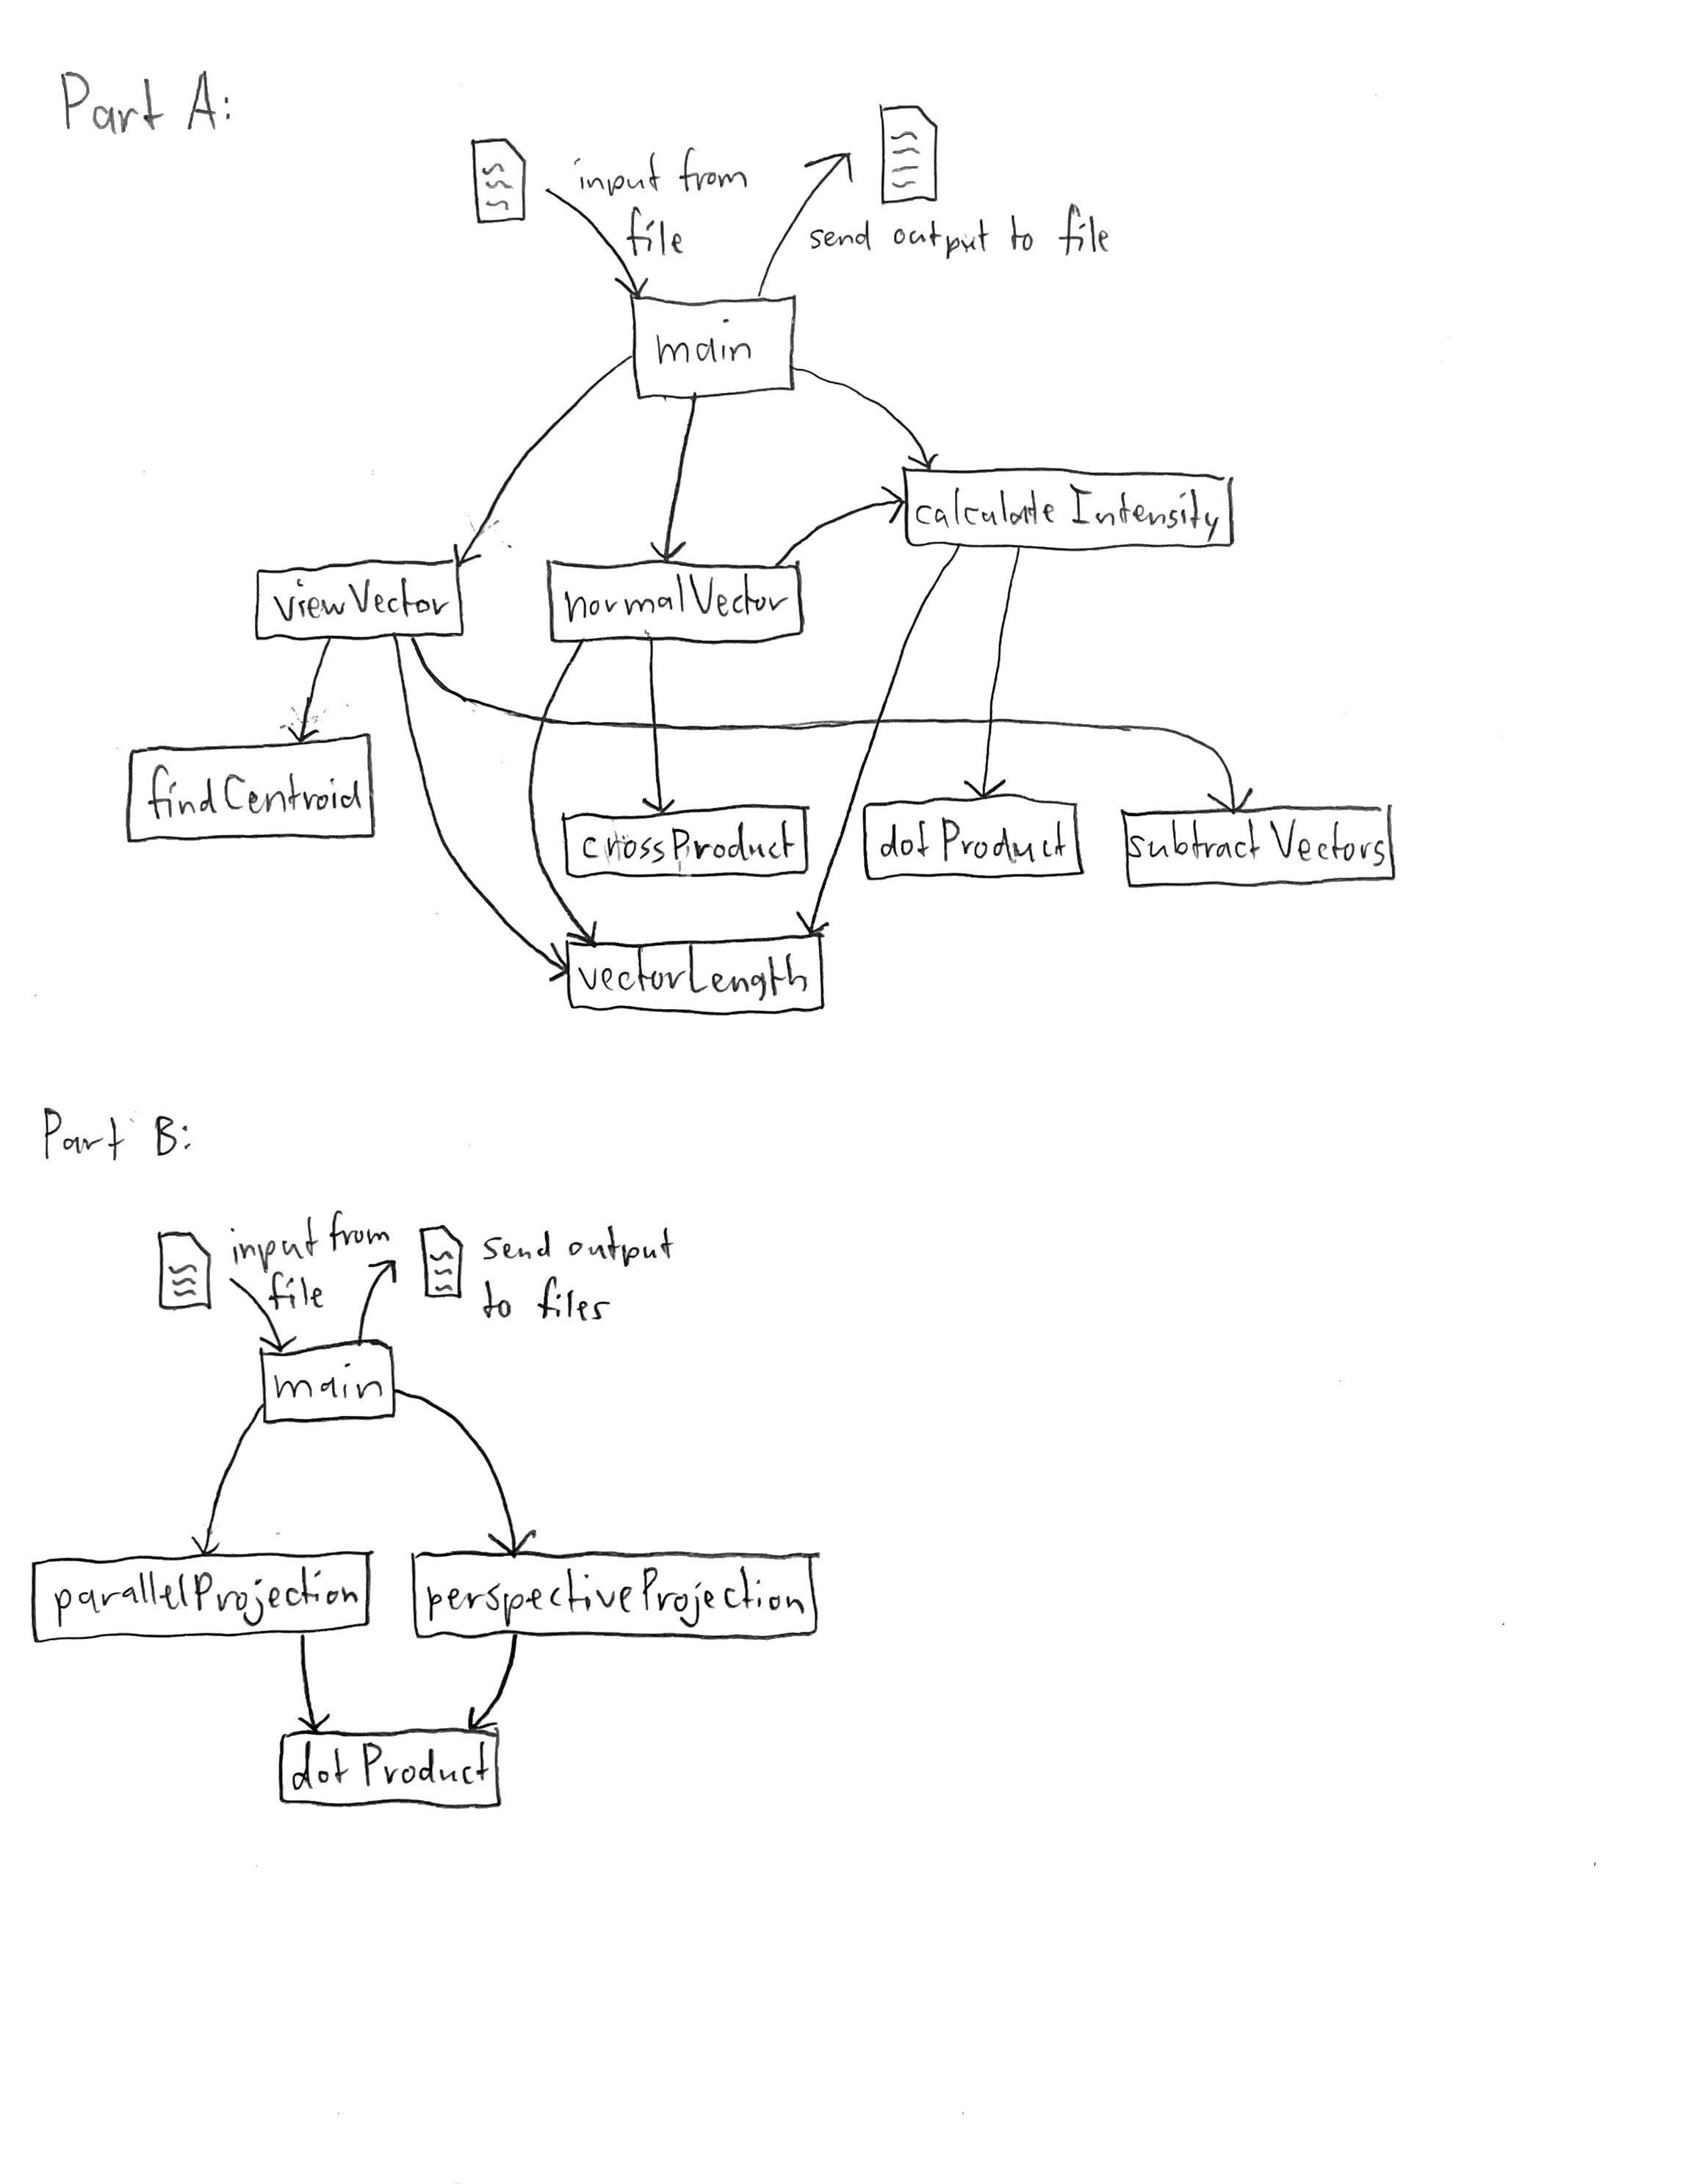 Part A:
input from
file
send output to file
main
calculate Intensity
viewVector
normalVector
findCentroid
crossProduct
dot Product
subtract Vectors
vectorLength
Part B:
input from
file
send output
to files
main
parallelProjection
perspectiveProjection
dot Product